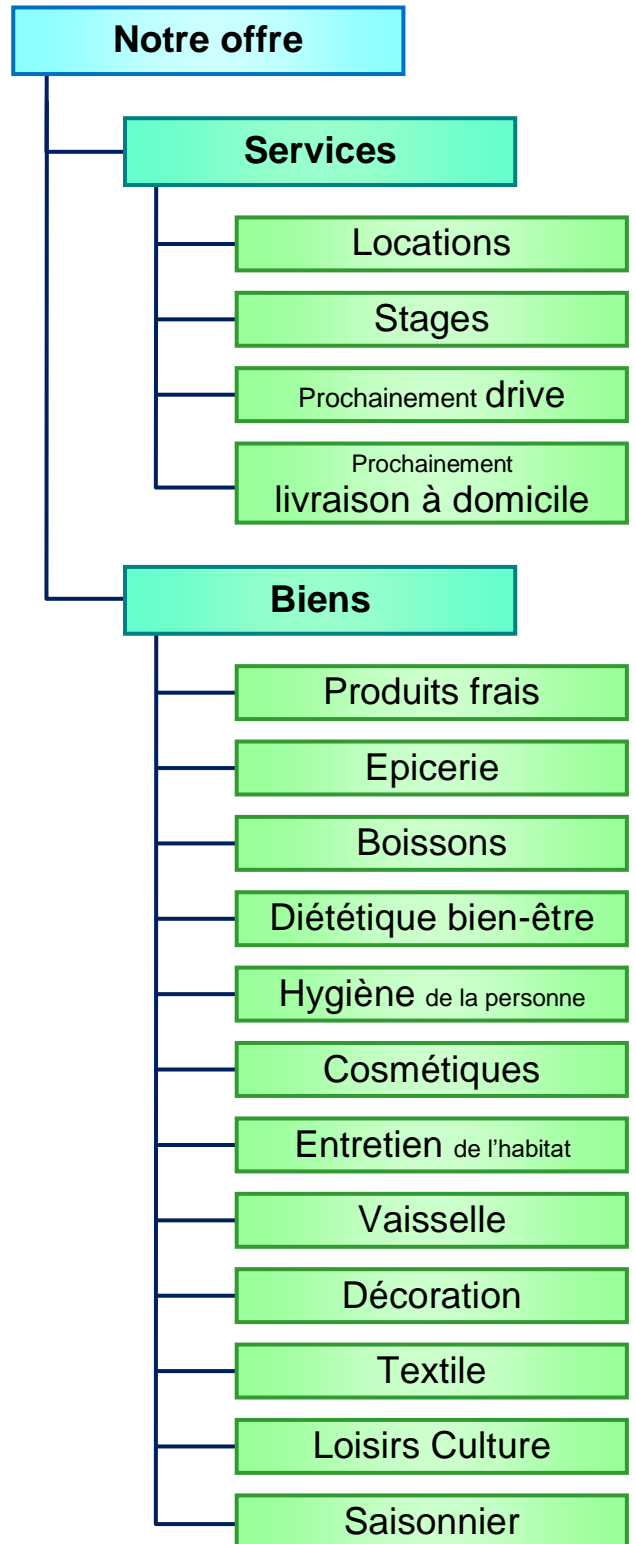 Notre offre
Services
Locations
Stages
Prochainement drive
Prochainement
livraison à domicile
Biens
Produits frais
Epicerie
Boissons
Diététique bien-être
Hygiène de la personne
Cosmétiques
Entretien de l'habitat
Vaisselle
Décoration
Textile
Loisirs Culture
Saisonnier